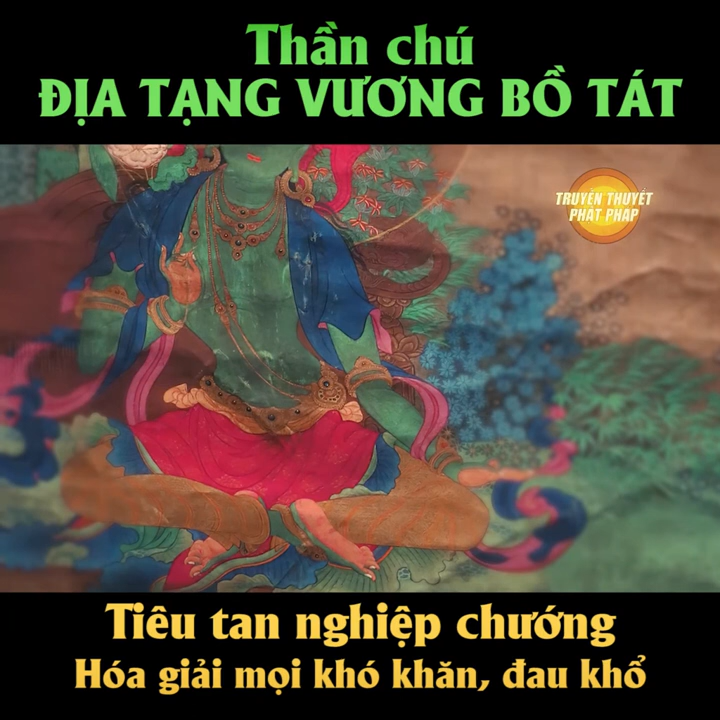 Thần chú
ĐỊA TẠNG VƯƠNG BỒ TÁT
TRUYỀN THUYẾT
PHẬT PHÁP
Tiêu tan nghiệp chướng
Hóa giải mọi khó khăn, đau khổ